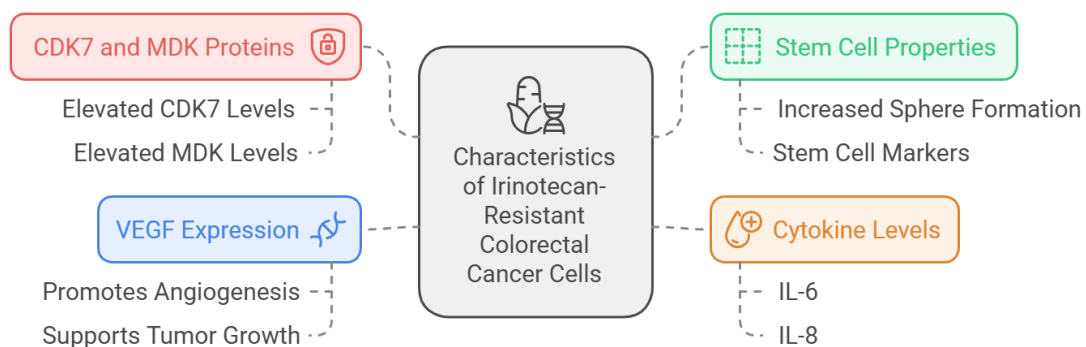 CDK7 and MDK Proteins
Elevated CDK7 Levels
Elevated MDK Levels
VEGF Expression
Promotes Angiogenesis
Supports Tumor Growth
Characteristics
of Irinotecan-
Resistant
Colorectal
Cancer Cells
Stem Cell Properties
Increased Sphere Formation
Stem Cell Markers
Cytokine Levels
IL-6
IL-8